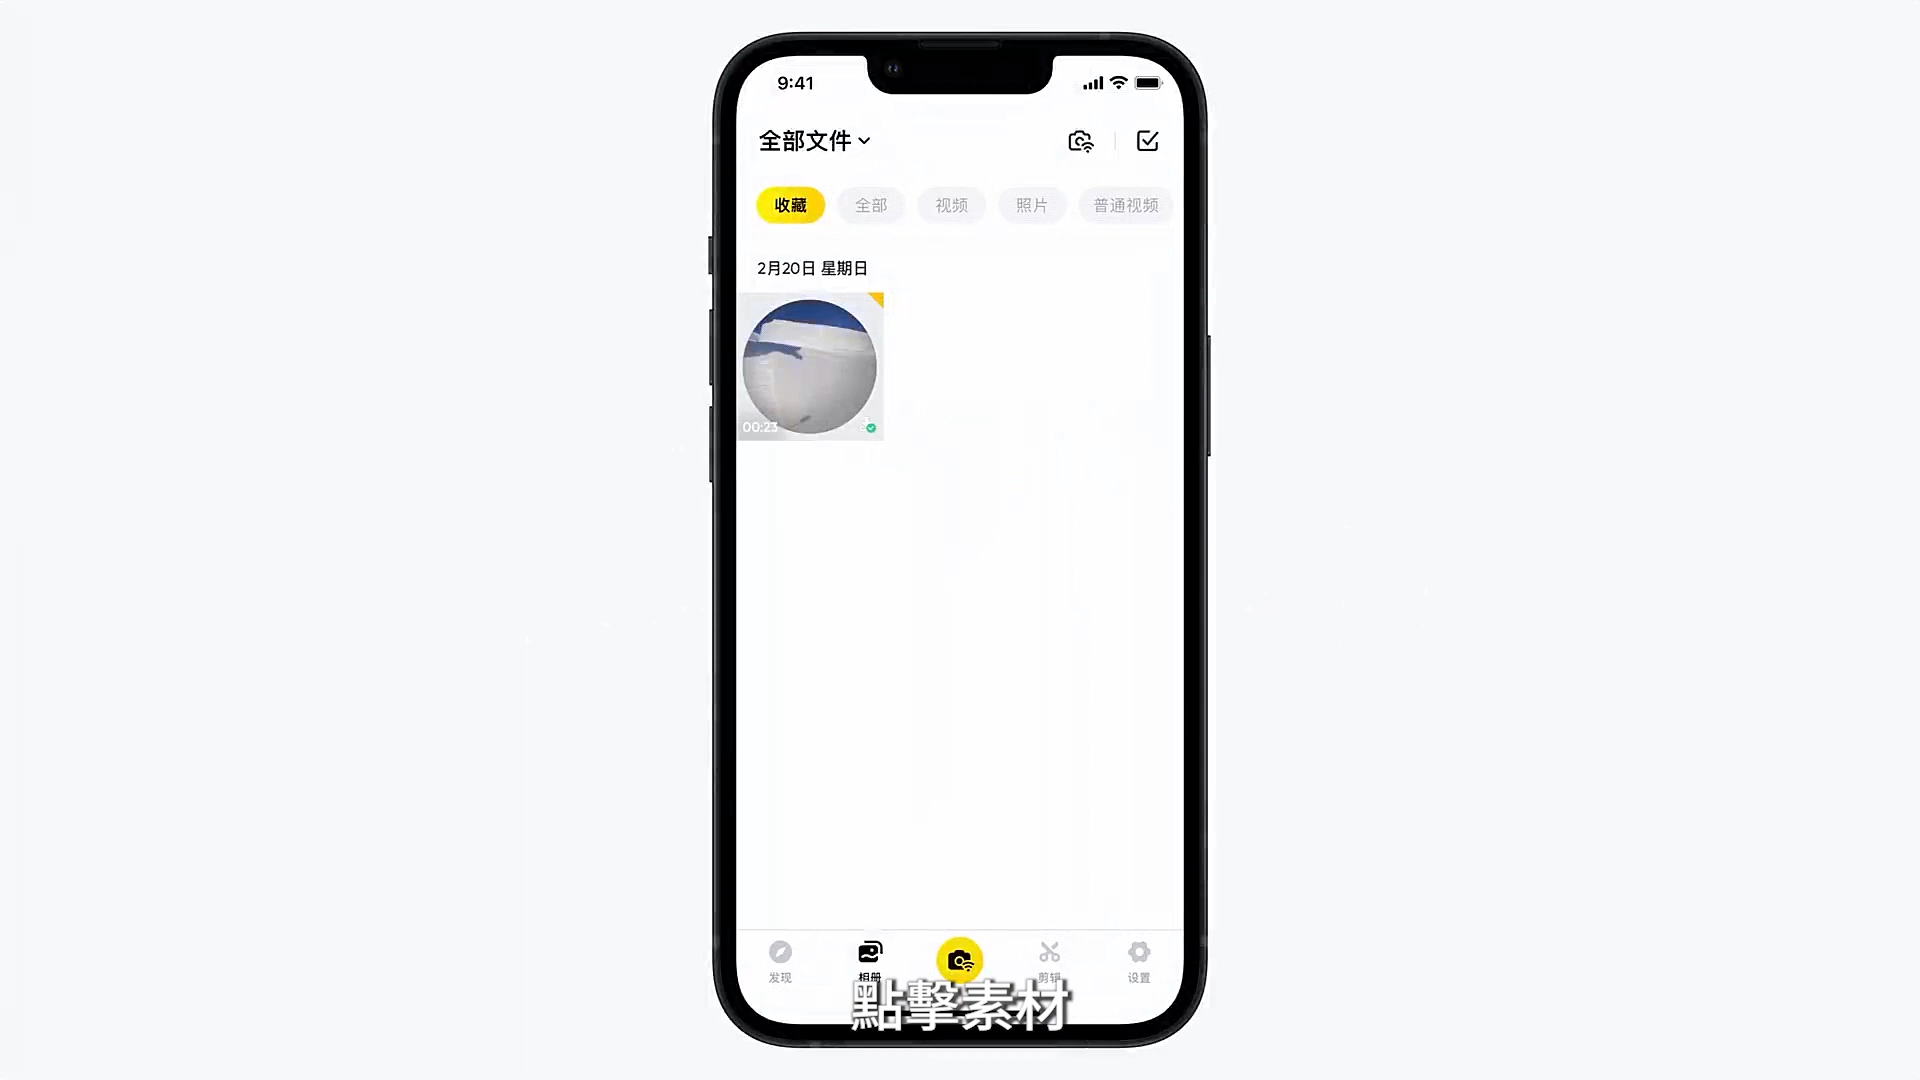 9:41
全部文件
收藏 全部 视频 照片 普通视频
2月20日 星期日
00:23
发现 相册 剪辑 设置
點擊素材